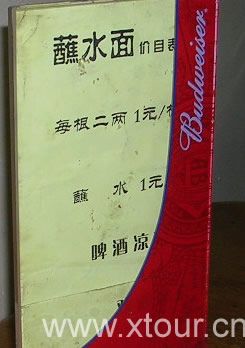 蘸水面 价目表
每根二两 1元/
蘸 水 1元
啤酒 凉
Budweiser
www.xtour.cn